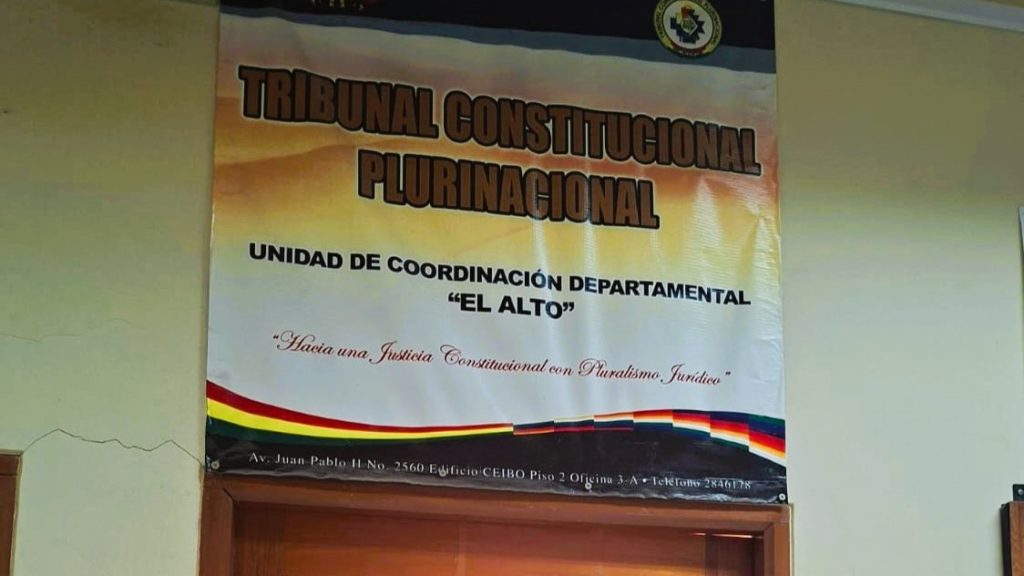 TRIBUNAL CONSTITUCIONAL
PLURINACIONAL
UNIDAD DE COORDINACIÓN DEPARTAMENTAL
“EL ALTO”
“Hacia una Justicia Constitucional con Pluralismo Jurídico”
Av. Juan Pablo II No. 2560 Edificio CEIBO Piso 2 Oficina 3 A • Teléfono 2846178